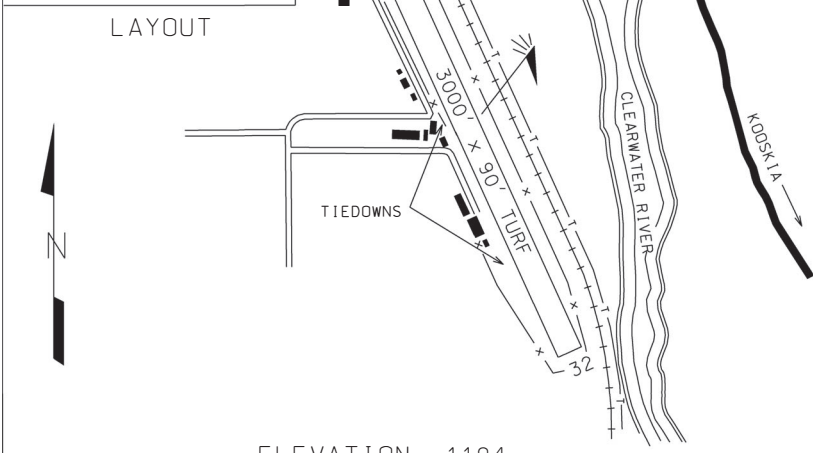 LAYOUT
3000' X 90' TURF
CLEARWATER RIVER
KOOSKIA
TIEDOWNS
N
32